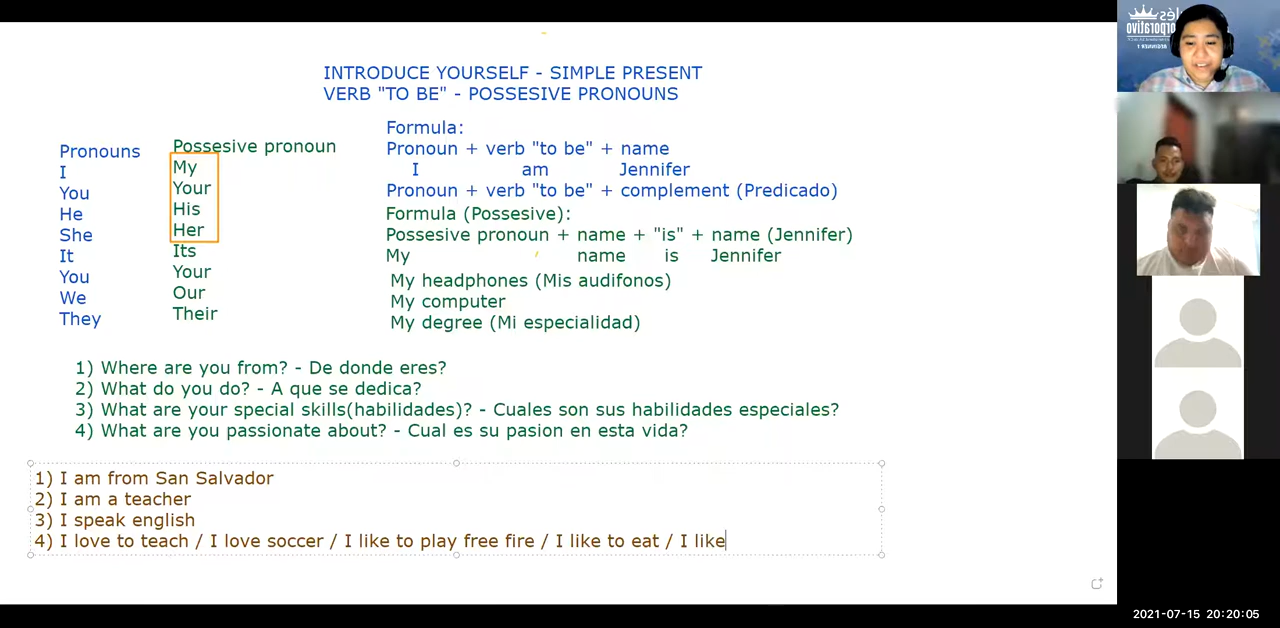 INTRODUCE YOURSELF - SIMPLE PRESENT
VERB "TO BE" - POSSESIVE PRONOUNS
Pronouns
I
You
He
She
It
You
We
They
Possesive pronoun
My
Your
His
Her
Its
Your
Our
Their
Formula:
Pronoun + verb "to be" + name
I am Jennifer
Pronoun + verb "to be" + complement (Predicado)
Formula (Possesive):
Possesive pronoun + name + "is" + name (Jennifer)
My name is Jennifer
My headphones (Mis audifonos)
My computer
My degree (Mi especialidad)
1) Where are you from? - De donde eres?
2) What do you do? - A que se dedica?
3) What are your special skills(habilidades)? - Cuales son sus habilidades especiales?
4) What are you passionate about? - Cual es su pasion en esta vida?
1) I am from San Salvador
2) I am a teacher
3) I speak english
4) I love to teach / I love soccer / I like to play free fire / I like to eat / I like
2021-07-15 20:20:05